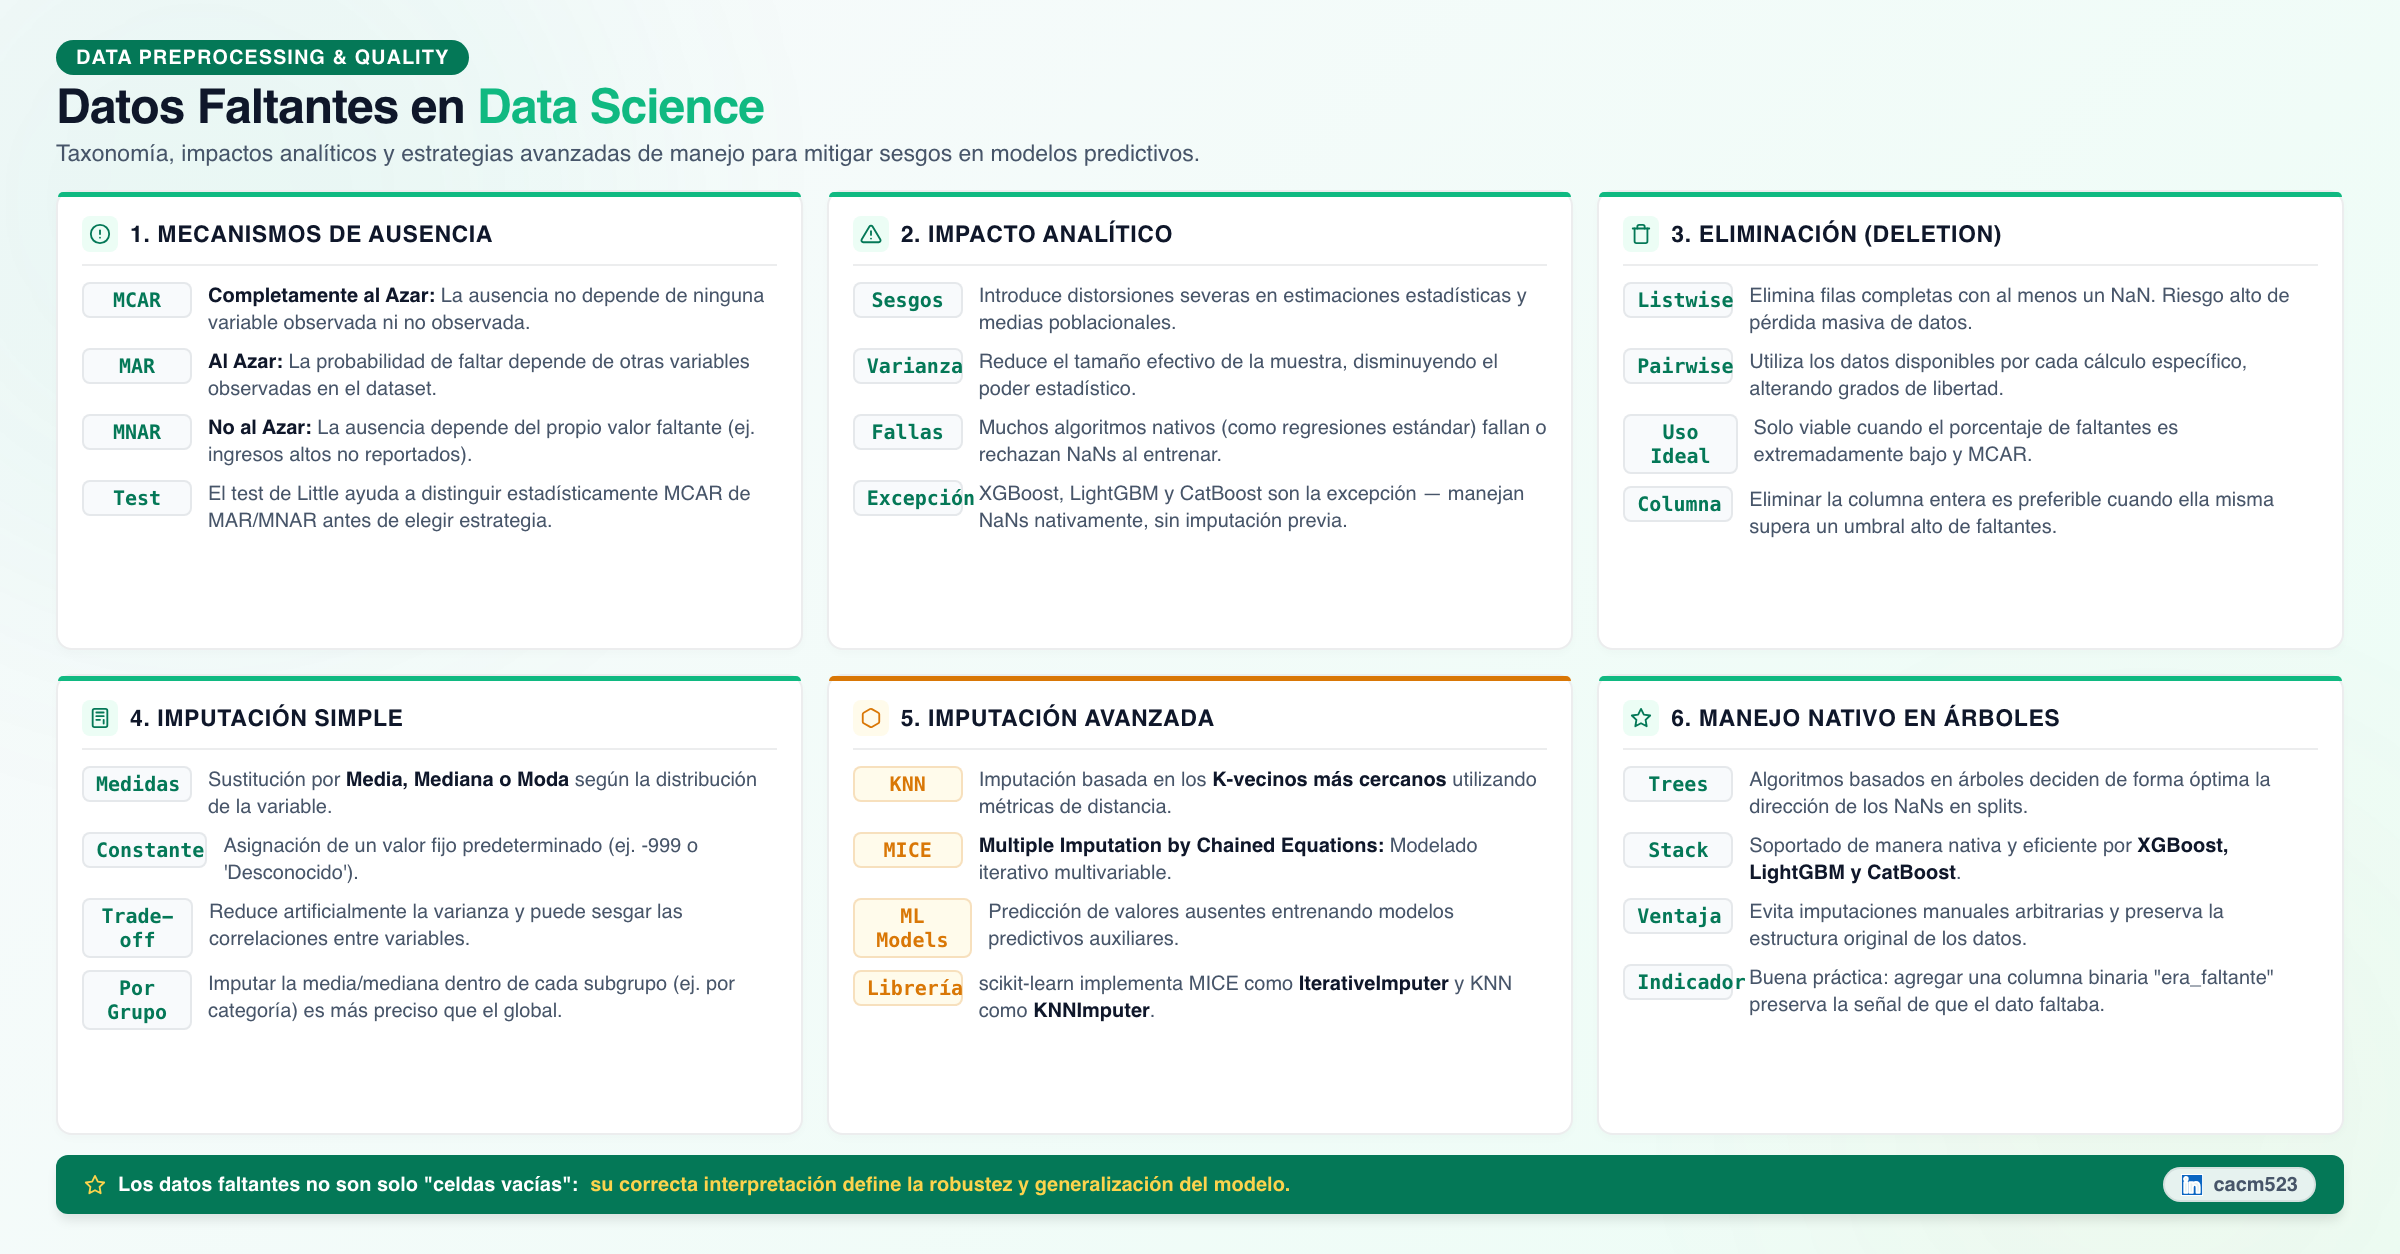 DATA PREPROCESSING & QUALITY
Datos Faltantes en Data Science
Taxonomía, impactos analíticos y estrategias avanzadas de manejo para mitigar sesgos en modelos predictivos.
1. MECANISMOS DE AUSENCIA
MCAR
Completamente al Azar: La ausencia no depende de ninguna
variable observada ni no observada.
MAR
Al Azar: La probabilidad de faltar depende de otras variables
observadas en el dataset.
MNAR
No al Azar: La ausencia depende del propio valor faltante (ej.
ingresos altos no reportados).
Test
El test de Little ayuda a distinguir estadísticamente MCAR de
MAR/MNAR antes de elegir estrategia.
2. IMPACTO ANALÍTICO
Sesgos
Introduce distorsiones severas en estimaciones estadísticas y
medias poblacionales.
Varianza
Reduce el tamaño efectivo de la muestra, disminuyendo el
poder estadístico.
Fallas
Muchos algoritmos nativos (como regresiones estándar) fallan o
rechazan NaNs al entrenar.
Excepción
XGBoost, LightGBM y CatBoost son la excepción — manejan
NaNs nativamente, sin imputación previa.
3. ELIMINACIÓN (DELETION)
Listwise
Elimina filas completas con al menos un NaN. Riesgo alto de
pérdida masiva de datos.
Pairwise
Utiliza los datos disponibles por cada cálculo específico,
alterando grados de libertad.
Uso
Ideal
Solo viable cuando el porcentaje de faltantes es
extremadamente bajo y MCAR.
Columna
Eliminar la columna entera es preferible cuando ella misma
supera un umbral alto de faltantes.
4. IMPUTACIÓN SIMPLE
Medidas
Sustitución por Media, Mediana o Moda según la distribución
de la variable.
Constante
Asignación de un valor fijo predeterminado (ej. -999 o
'Desconocido').
Trade-
off
Reduce artificialmente la varianza y puede sesgar las
correlaciones entre variables.
Por
Grupo
Imputar la media/mediana dentro de cada subgrupo (ej. por
categoría) es más preciso que el global.
5. IMPUTACIÓN AVANZADA
KNN
Imputación basada en los K-vecinos más cercanos utilizando
métricas de distancia.
MICE
Multiple Imputation by Chained Equations: Modelado
iterativo multivariable.
ML
Models
Predicción de valores ausentes entrenando modelos
predictivos auxiliares.
Librería
scikit-learn implementa MICE como IterativeImputer y KNN
como KNNImputer.
6. MANEJO NATIVO EN ÁRBOLES
Trees
Algoritmos basados en árboles deciden de forma óptima la
dirección de los NaNs en splits.
Stack
Soportado de manera nativa y eficiente por XGBoost,
LightGBM y CatBoost.
Ventaja
Evita imputaciones manuales arbitrarias y preserva la
estructura original de los datos.
Indicador
Buena práctica: agregar una columna binaria "era_faltante"
preserva la señal de que el dato faltaba.
Los datos faltantes no son solo "celdas vacías": su correcta interpretación define la robustez y generalización del modelo.
in cacm523